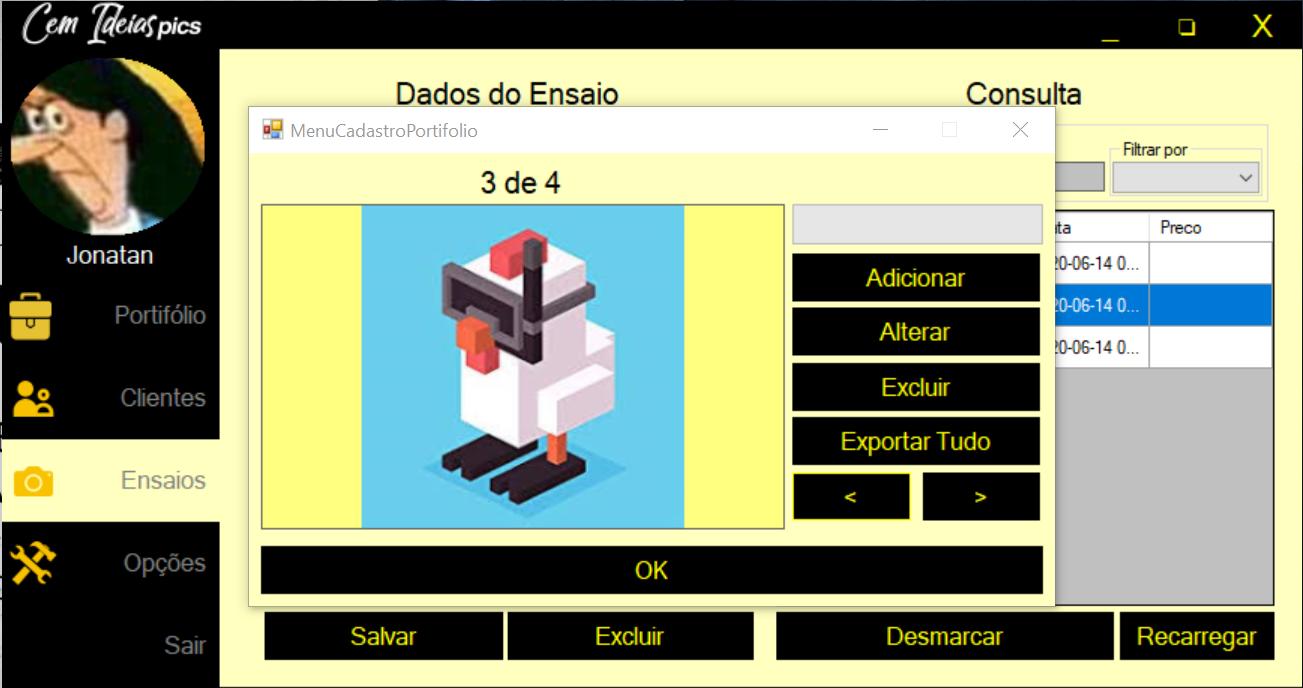 Cem Ideias pics
_ ❏ X
Jonatan
Portifólio
Clientes
Ensaios
Opções
Sair
Dados do Ensaio
Consulta
Filtrar por
Preco
20-06-14 0...
20-06-14 0...
20-06-14 0...
MenuCadastroPortifolio
3 de 4
Adicionar
Alterar
Excluir
Exportar Tudo
< >
OK
Salvar
Excluir
Desmarcar
Recarregar